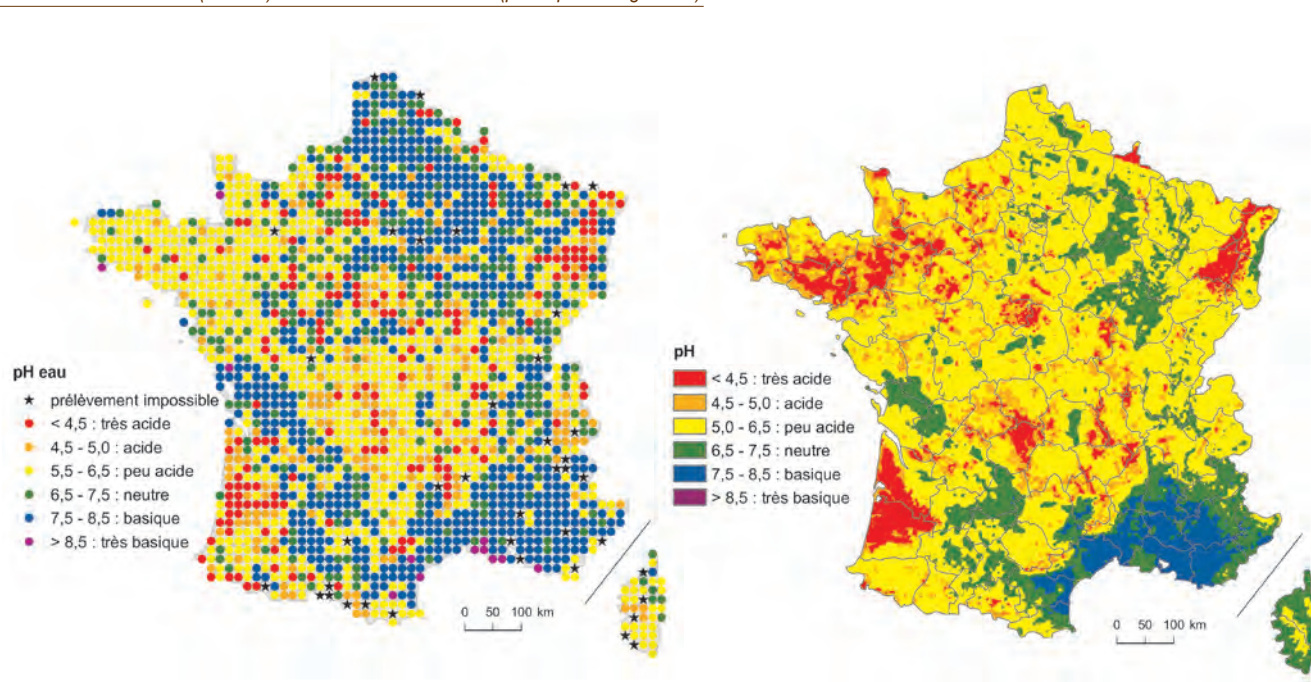 pH eau
prélèvement impossible
< 4,5 : très acide
4,5 - 5,0 : acide
5,5 - 6,5 : peu acide
6,5 - 7,5 : neutre
7,5 - 8,5 : basique
> 8,5 : très basique
0 50 100 km
pH
< 4,5 : très acide
4,5 - 5,0 : acide
5,0 - 6,5 : peu acide
6,5 - 7,5 : neutre
7,5 - 8,5 : basique
> 8,5 : très basique
0 50 100 km